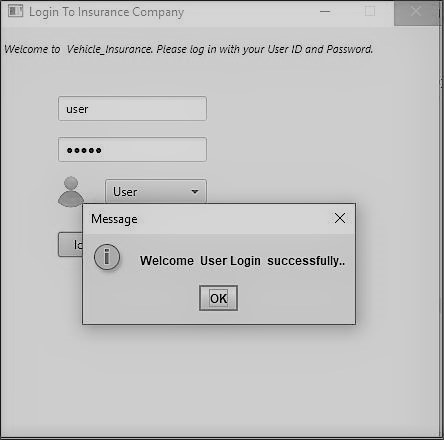 Login To Insurance Company
Welcome to Vehicle_Insurance. Please log in with your User ID and Password.
user
●●●●●
User
Message
Welcome User Login successfully..
OK